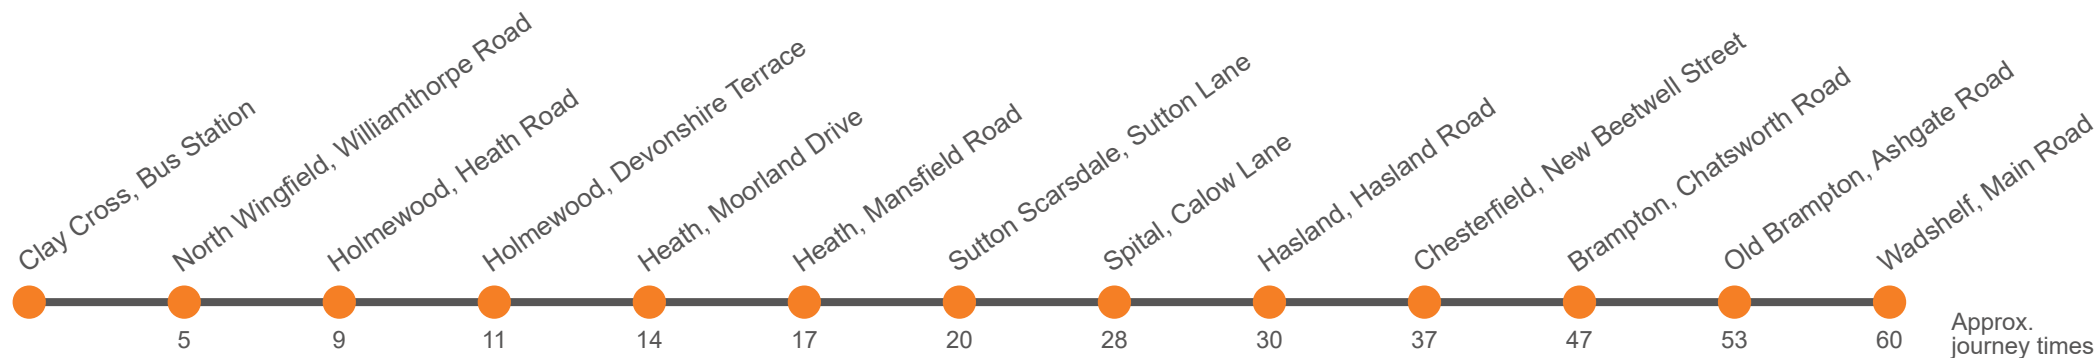 Clay Cross, Bus Station
North Wingfield, Williamthorpe Road
Holmewood, Heath Road
Holmewood, Devonshire Terrace
Heath, Moorland Drive
Heath, Mansfield Road
Sutton Scarsdale, Sutton Lane
Spital, Calow Lane
Hasland, Hasland Road
Chesterfield, New Beetwell Street
Brampton, Chatsworth Road
Old Brampton, Ashgate Road
Wadshelf, Main Road
5 9 11 14 17 20 28 30 37 47 53 60
Approx.
journey times